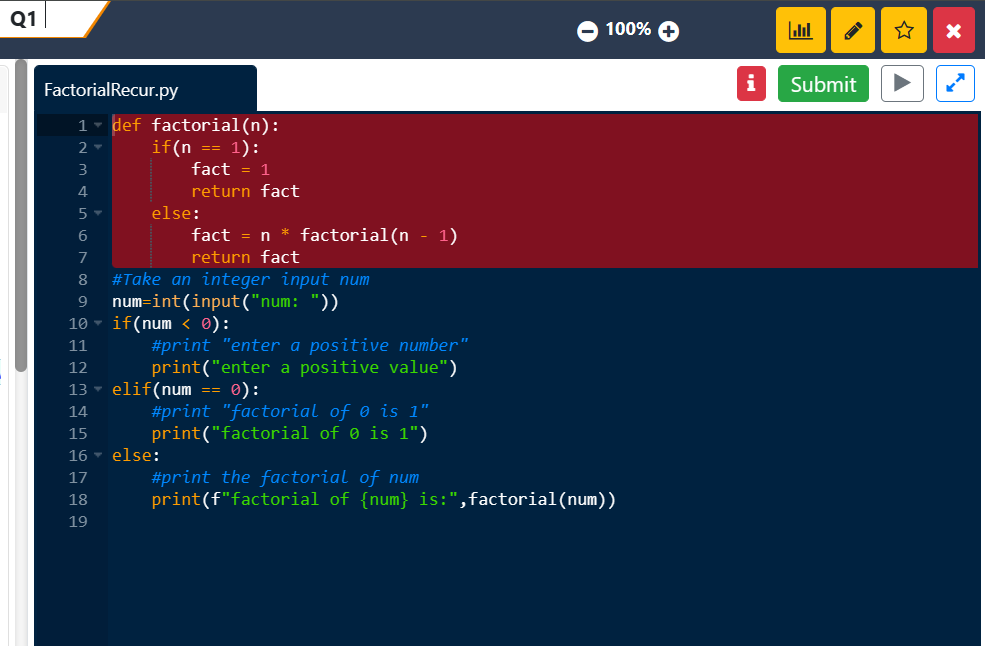 Q1
100%
FactorialRecur.py
Submit
1 def factorial(n):
2     if(n == 1):
3         fact = 1
4         return fact
5     else:
6         fact = n * factorial(n - 1)
7         return fact
8 #Take an integer input num
9 num=int(input("num: "))
10 if(num < 0):
11     #print "enter a positive number"
12     print("enter a positive value")
13 elif(num == 0):
14     #print "factorial of 0 is 1"
15     print("factorial of 0 is 1")
16 else:
17     #print the factorial of num
18     print(f"factorial of {num} is:",factorial(num))
19